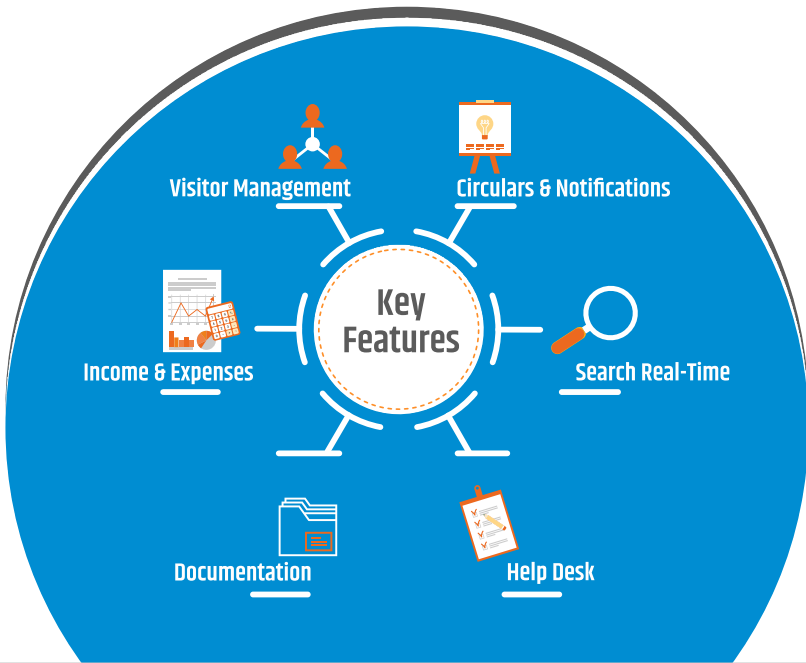 Visitor Management
Circulars & Notifications
Key
Features
Income & Expenses
Search Real-Time
Documentation
Help Desk